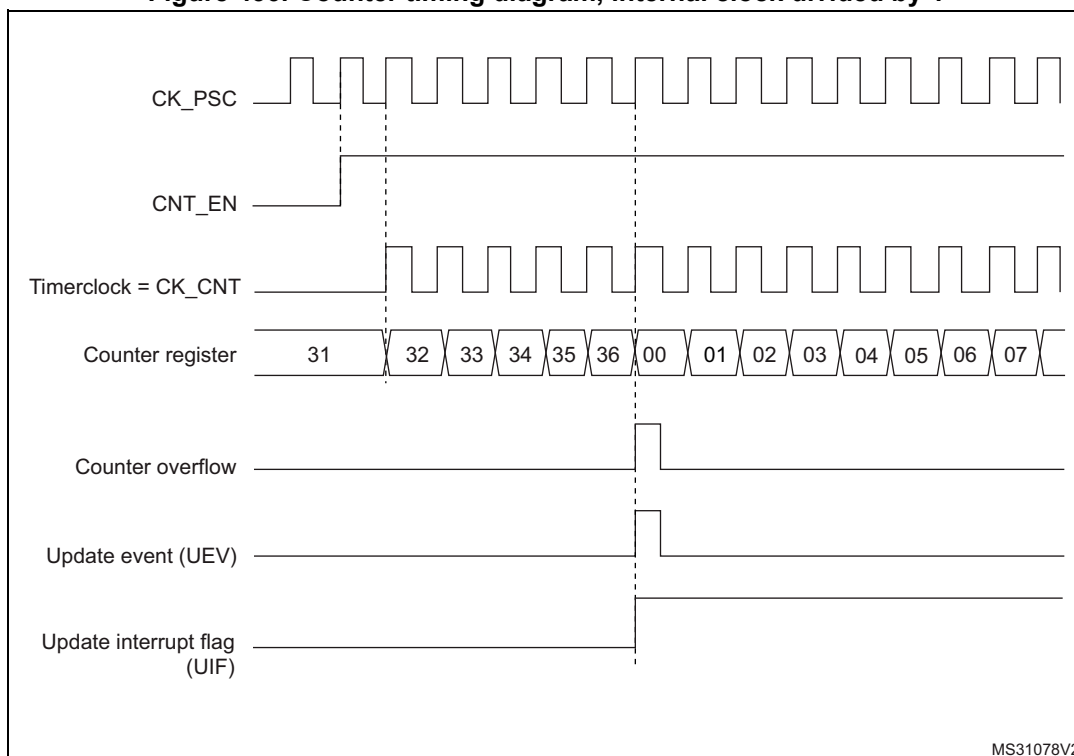 CK_PSC
CNT_EN
Timerclock = CK_CNT
Counter register 31 32 33 34 35 36 00 01 02 03 04 05 06 07
Counter overflow
Update event (UEV)
Update interrupt flag
(UIF)
MS31078V2